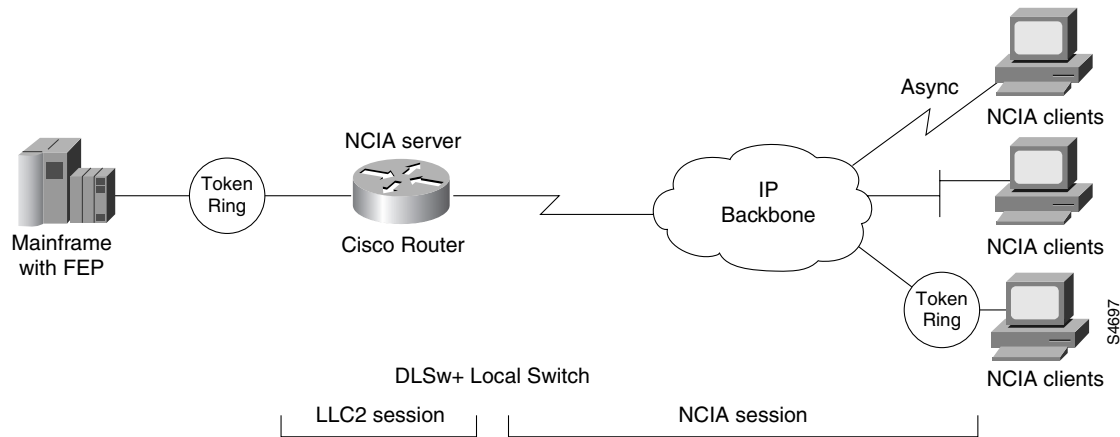 Async
NCIA clients
NCIA server
Token
Ring
IP
Backbone
Mainframe
with FEP
Cisco Router
NCIA clients
Token
Ring
NCIA clients
S4697
DLSw+ Local Switch
LLC2 session
NCIA session